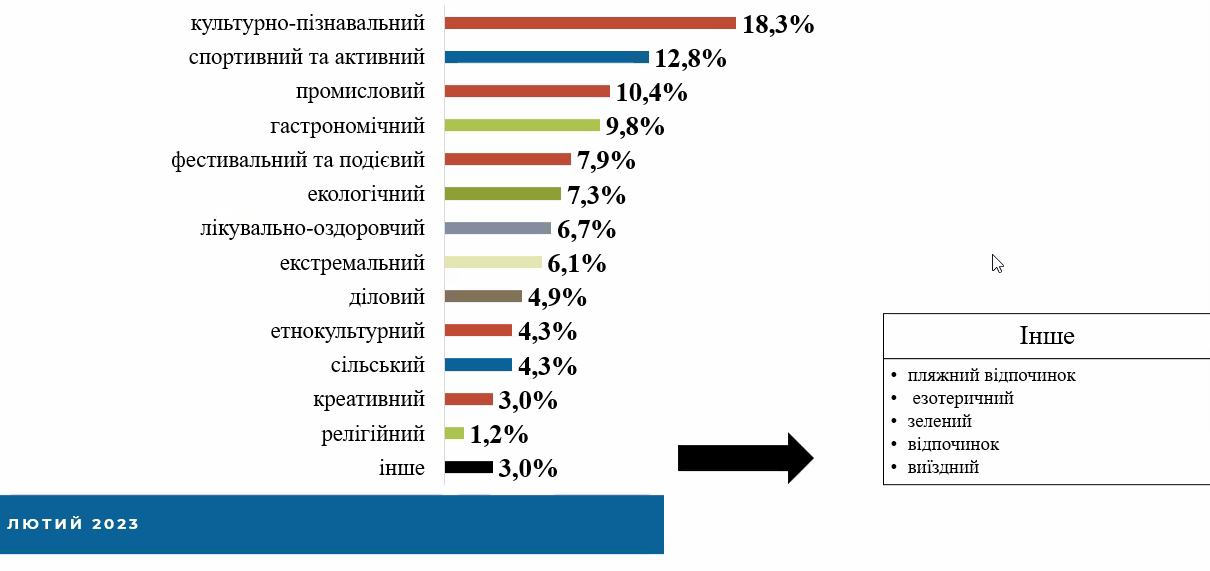 культурно-пізнавальний 18,3%
спортивний та активний 12,8%
промисловий 10,4%
гастрономічний 9,8%
фестивальний та подієвий 7,9%
екологічний 7,3%
лікувально-оздоровчий 6,7%
екстремальний 6,1%
діловий 4,9%
етнокультурний 4,3%
сільський 4,3%
креативний 3,0%
релігійний 1,2%
інше 3,0%
Інше
• пляжний відпочинок
• езотеричний
• зелений
• відпочинок
• виїздний
ЛЮТИЙ 2023